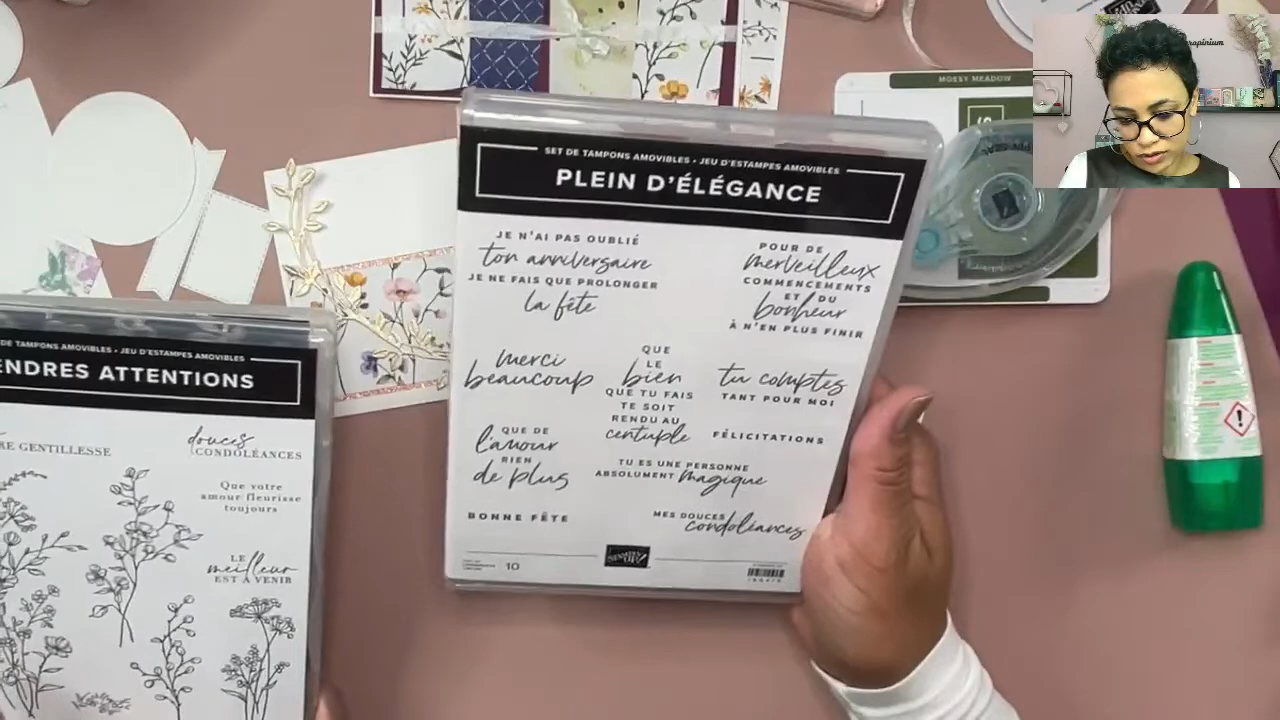 MOSSY MEADOW
SET DE TAMPONS AMOVIBLES • JEU D'ESTAMPES AMOVIBLES
PLEIN D'ÉLÉGANCE
JE N'AI PAS OUBLIÉ
ton anniversaire
JE NE FAIS QUE PROLONGER
la fête
POUR DE
merveilleux
COMMENCEMENTS
ET DU
bonheur
À N'EN PLUS FINIR
merci
beaucoup
QUE
LE
bien
QUE TU FAIS
TE SOIT
RENDU AU
centuple
tu comptes
TANT POUR MOI
FÉLICITATIONS
QUE DE
l'amour
RIEN
de plus
TU ES UNE PERSONNE
ABSOLUMENT magique
BONNE FÊTE
MES DOUCES
condoléances
10
STAMPIN' UP!
DE TAMPONS AMOVIBLES • JEU D'ESTAMPES AMOVIBLES
ENDRES ATTENTIONS
RE GENTILLESSE
douces
CONDOLÉANCES
Que votre
amour fleurisse
toujours
LE
meilleur
EST À VENIR